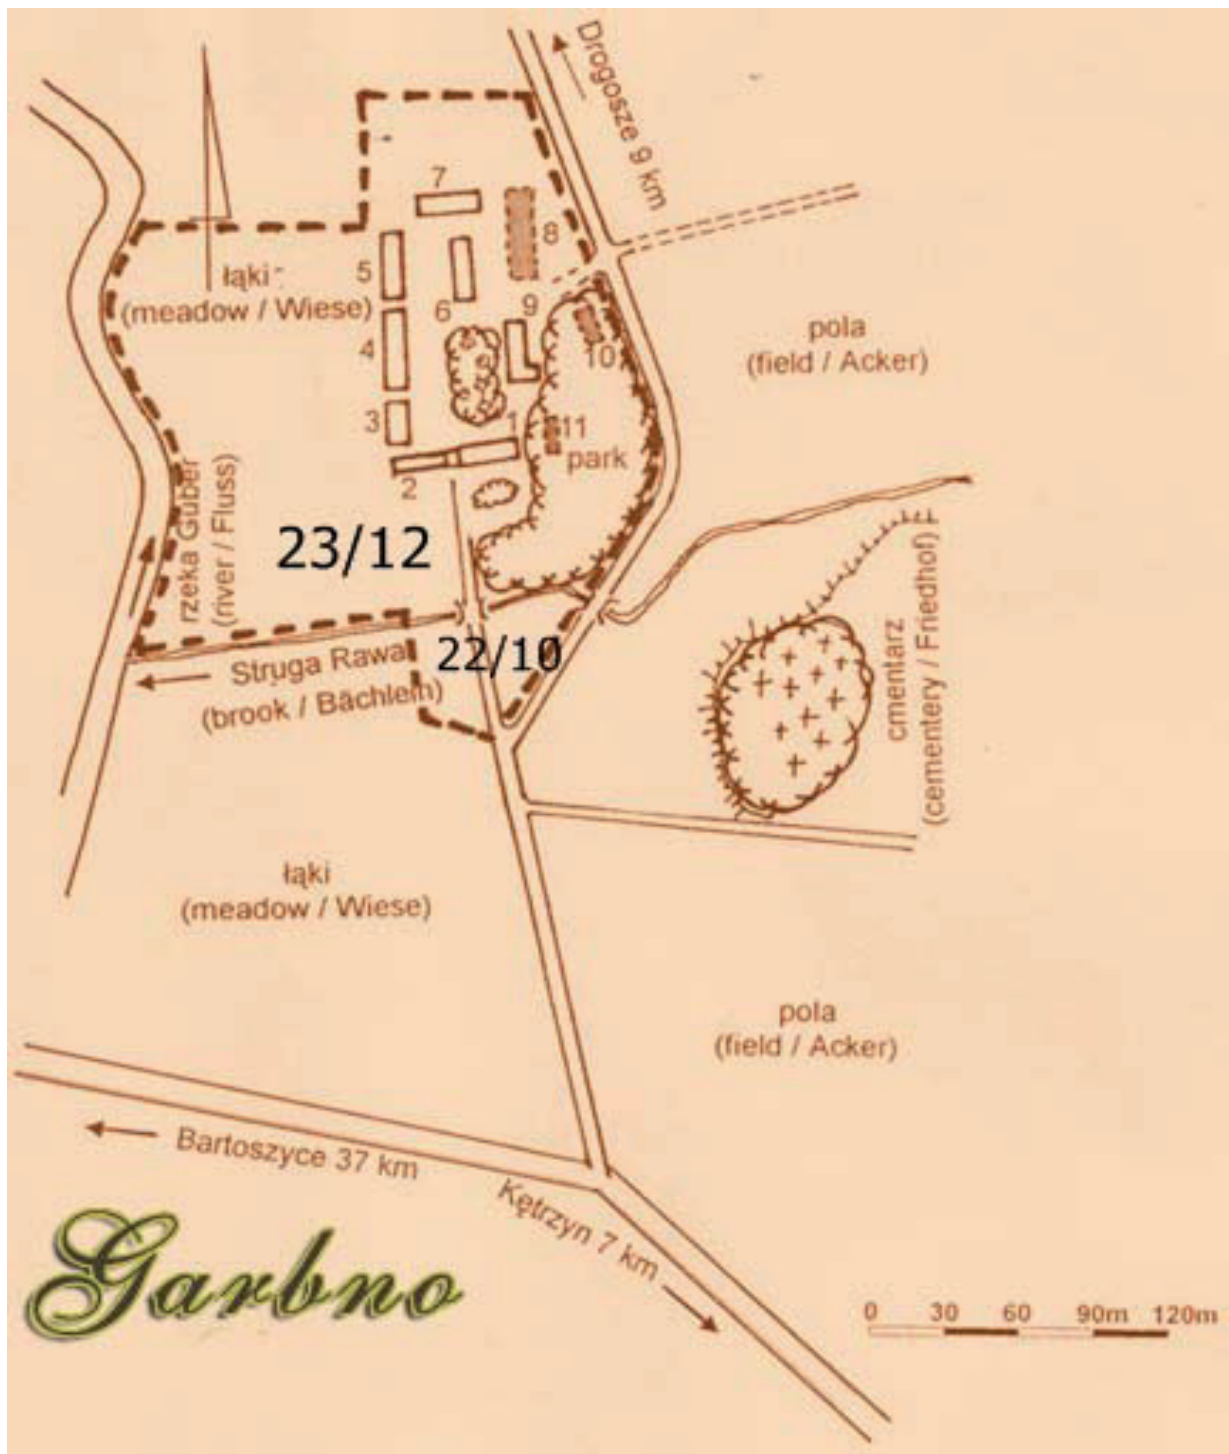 Drogosze 9 km
7
8
5
łąki
(meadow / Wiese)
6
9
pola
(field / Acker)
10
4
3
1
11
park
2
rzeka Guber
(river / Fluss)
23/12
22/10
Struga Rawa
(brook / Bächlein)
cmentarz
(cementery / Friedhof)
łąki
(meadow / Wiese)
pola
(field / Acker)
Bartoszyce 37 km
Kętrzyn 7 km
Garbno
0 30 60 90m 120m